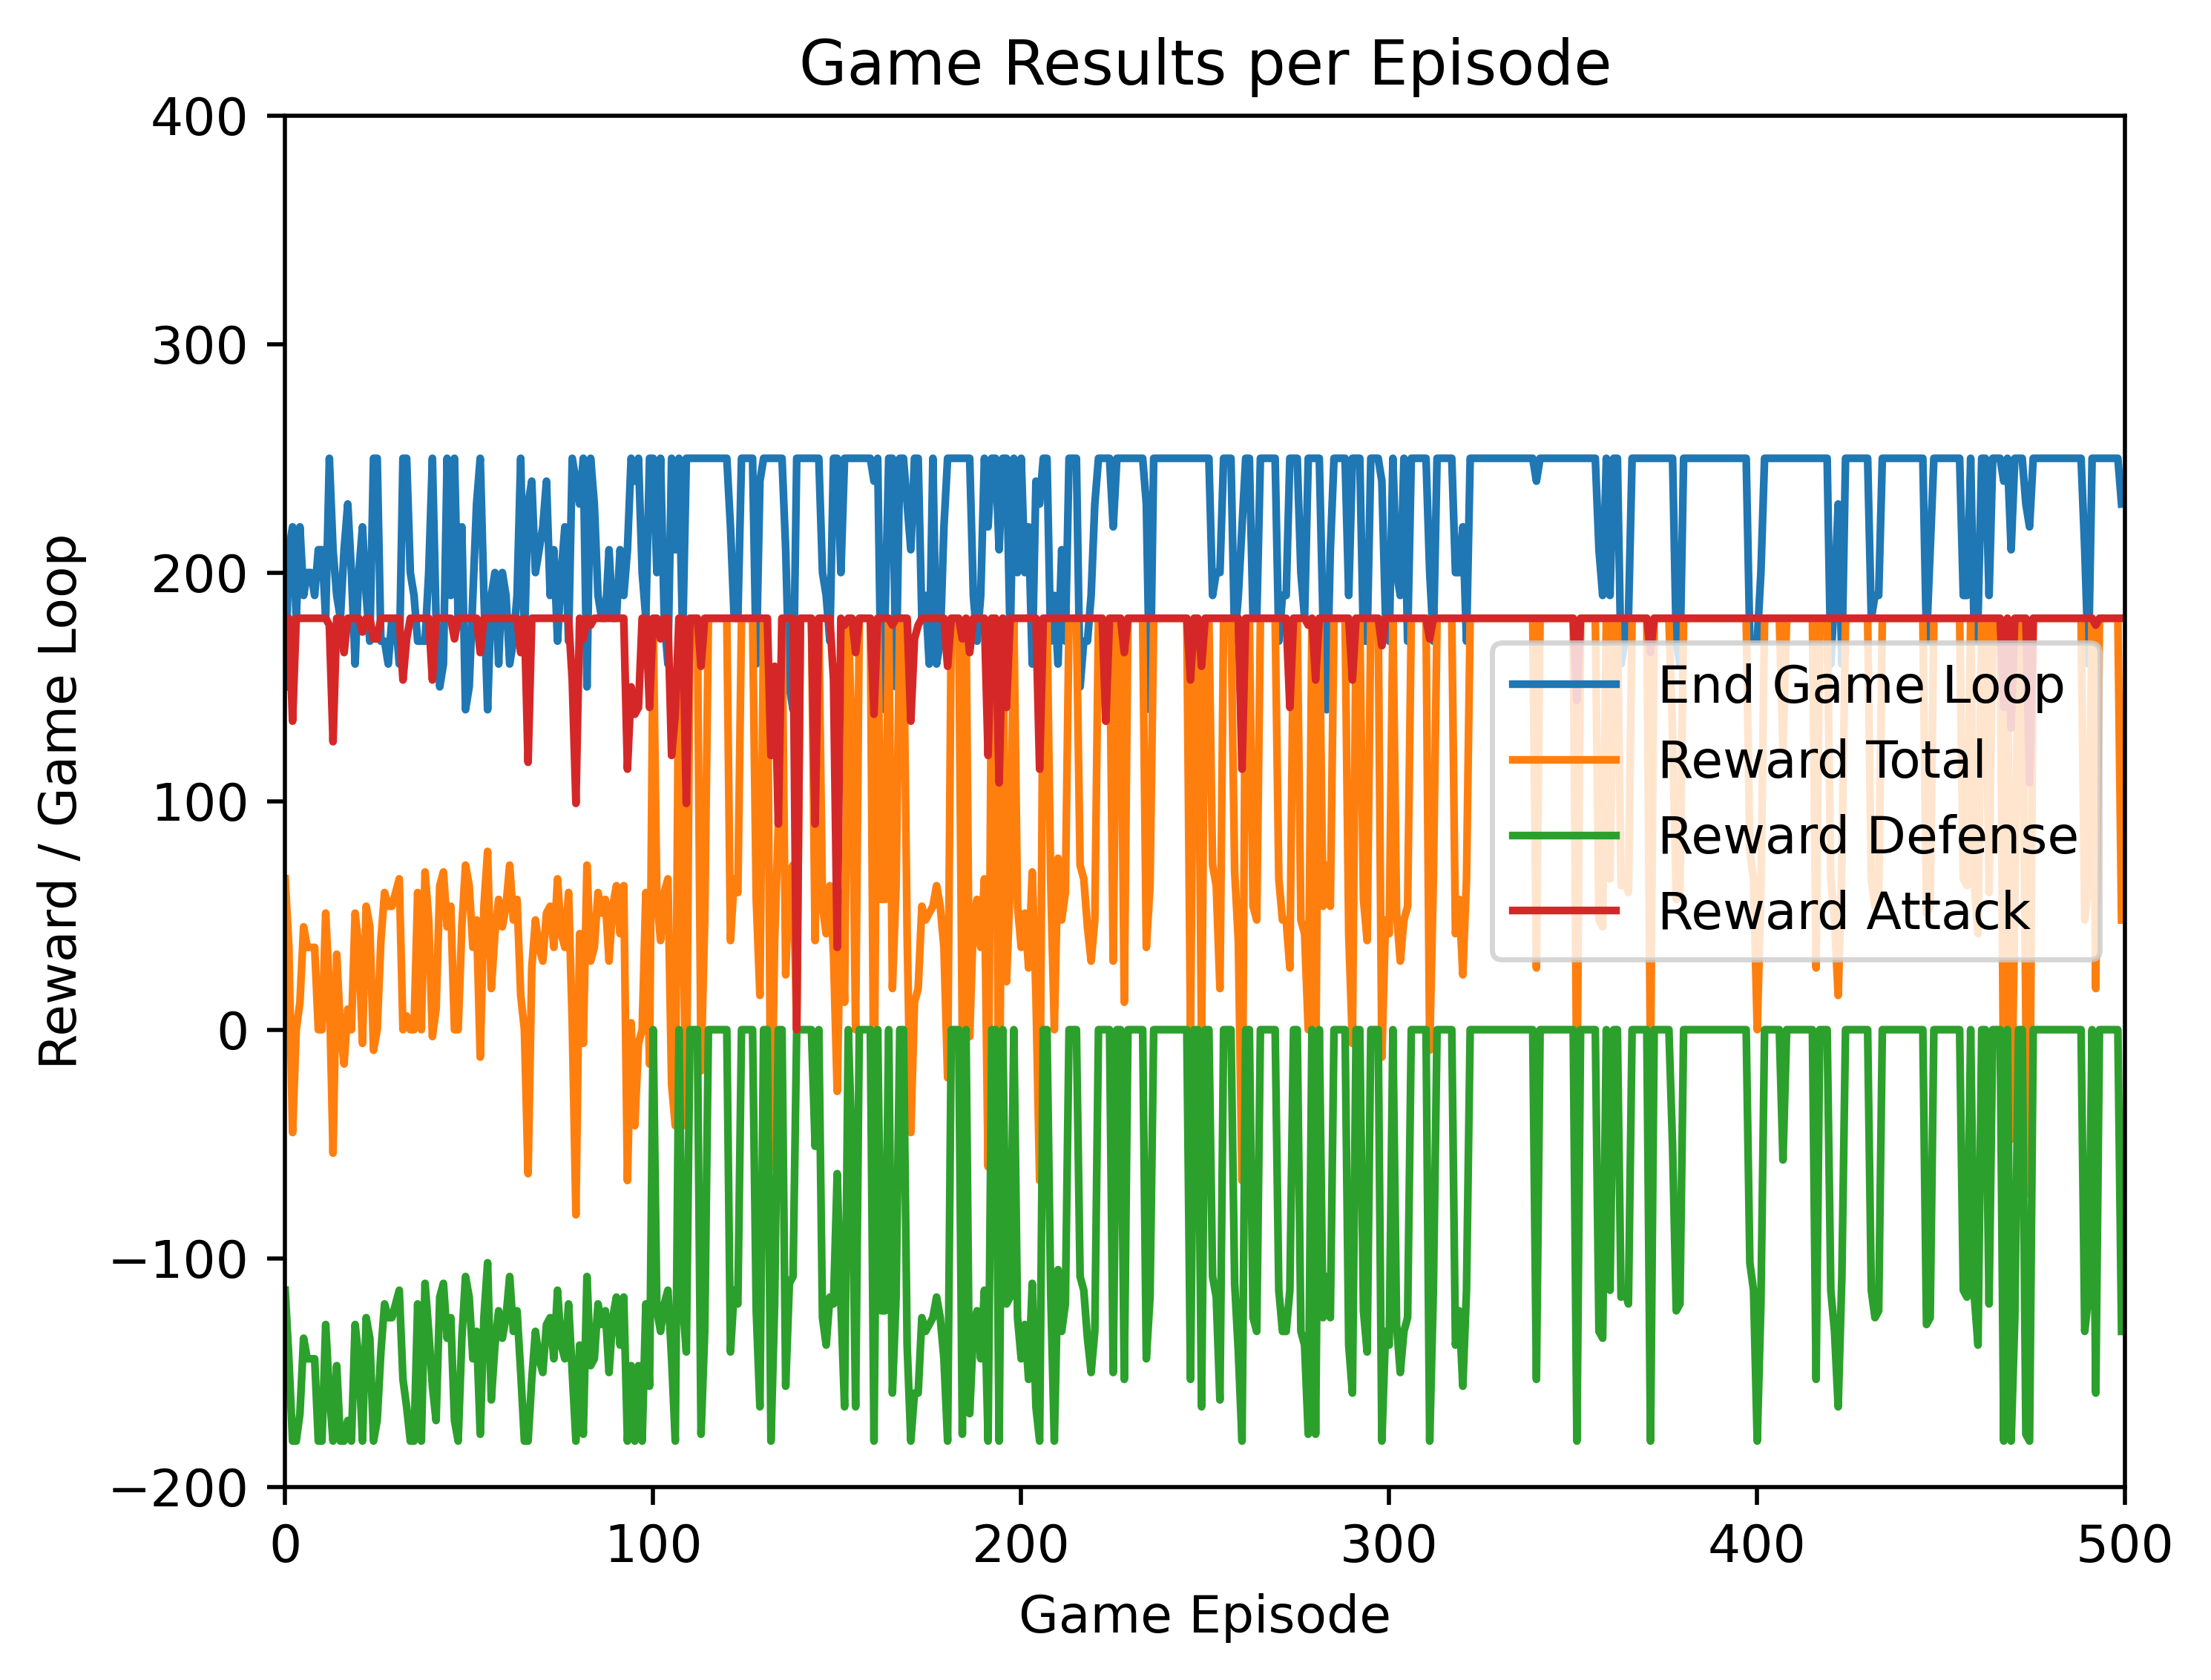 Game Results per Episode
400
300
200
100
0
−100
−200
Reward / Game Loop
End Game Loop
Reward Total
Reward Defense
Reward Attack
0 100 200 300 400 500
Game Episode